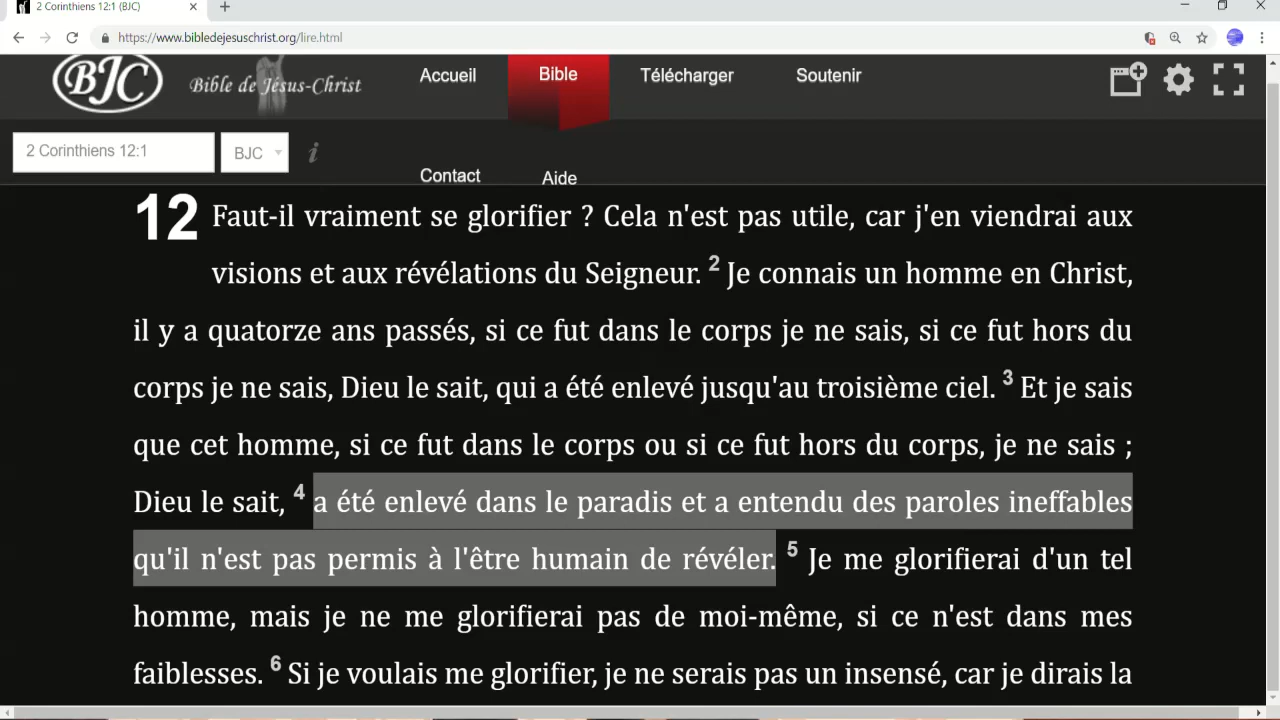 2 Corinthiens 12:1 (BJC)
https://www.bibledejesuschrist.org/lire.html
BJC Bible de Jésus-Christ Accueil Bible Télécharger Soutenir
2 Corinthiens 12:1 BJC i
Contact Aide
12 Faut-il vraiment se glorifier ? Cela n'est pas utile, car j'en viendrai aux
visions et aux révélations du Seigneur. 2 Je connais un homme en Christ,
il y a quatorze ans passés, si ce fut dans le corps je ne sais, si ce fut hors du
corps je ne sais, Dieu le sait, qui a été enlevé jusqu'au troisième ciel. 3 Et je sais
que cet homme, si ce fut dans le corps ou si ce fut hors du corps, je ne sais ;
Dieu le sait, 4 a été enlevé dans le paradis et a entendu des paroles ineffables
qu'il n'est pas permis à l'être humain de révéler. 5 Je me glorifierai d'un tel
homme, mais je ne me glorifierai pas de moi-même, si ce n'est dans mes
faiblesses. 6 Si je voulais me glorifier, je ne serais pas un insensé, car je dirais la